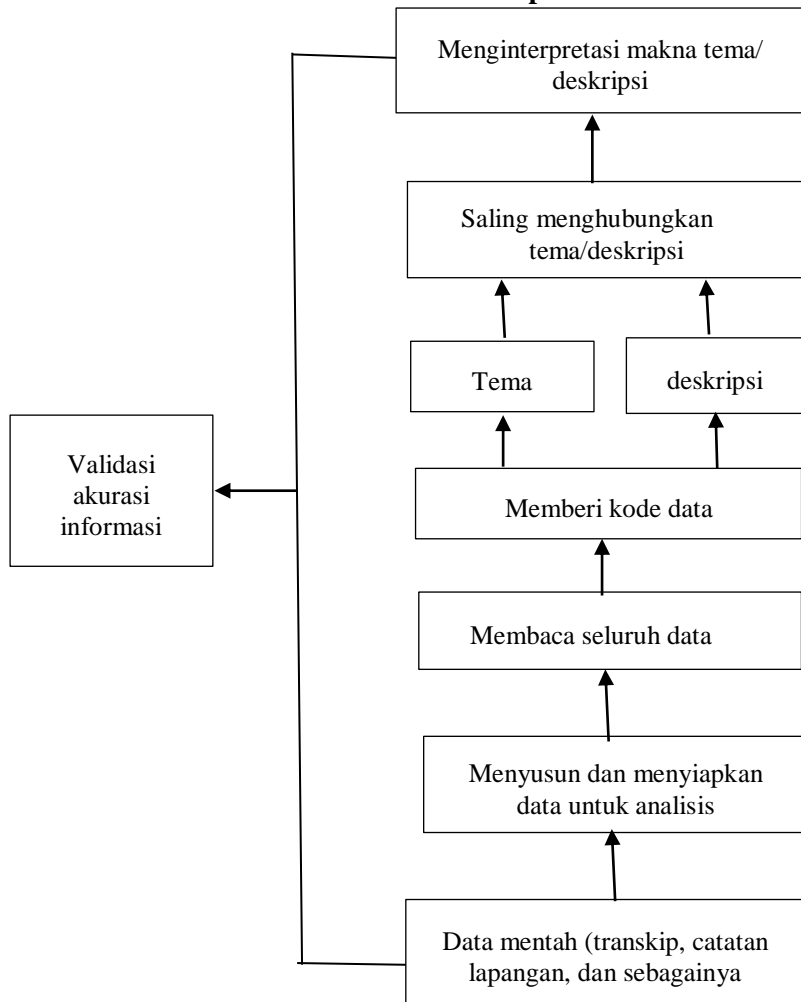 Menginterpretasi makna tema/
deskripsi
Saling menghubungkan
tema/deskripsi
Tema
deskripsi
Validasi
akurasi
informasi
Memberi kode data
Membaca seluruh data
Menyusun dan menyiapkan
data untuk analisis
Data mentah (transkip, catatan
lapangan, dan sebagainya